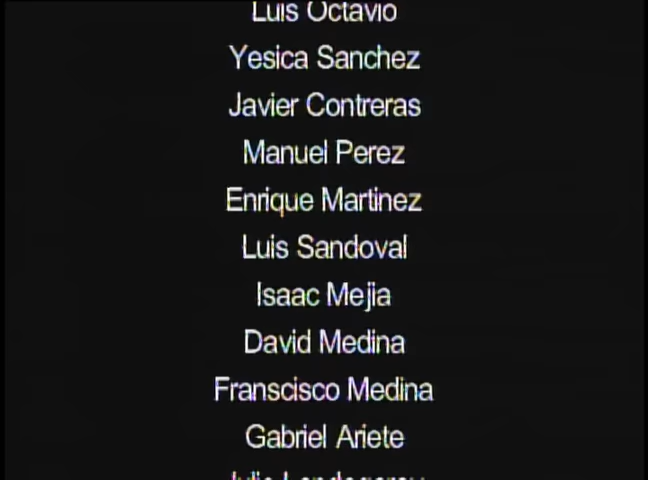 Luis Octavio
Yesica Sanchez
Javier Contreras
Manuel Perez
Enrique Martinez
Luis Sandoval
Isaac Mejia
David Medina
Franscisco Medina
Gabriel Ariete